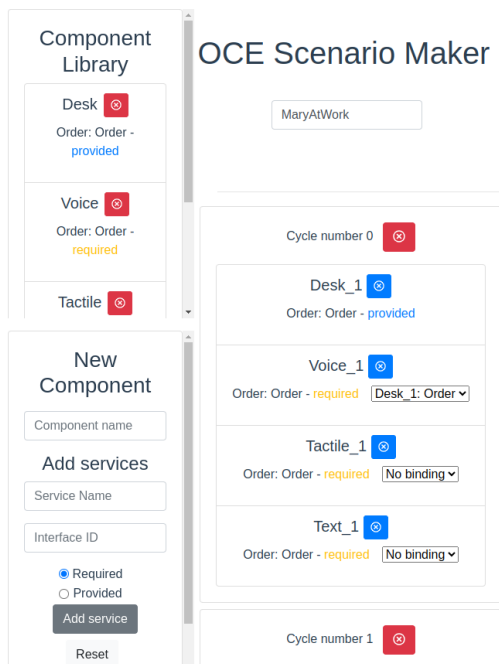 Component
Library
Desk
Order: Order -
provided
Voice
Order: Order -
required
Tactile
New
Component
Component name
Add services
Service Name
Interface ID
Required
Provided
Add service
Reset
OCE Scenario Maker
MaryAtWork
Cycle number 0
Desk_1
Order: Order - provided
Voice_1
Order: Order - required Desk_1: Order
Tactile_1
Order: Order - required No binding
Text_1
Order: Order - required No binding
Cycle number 1